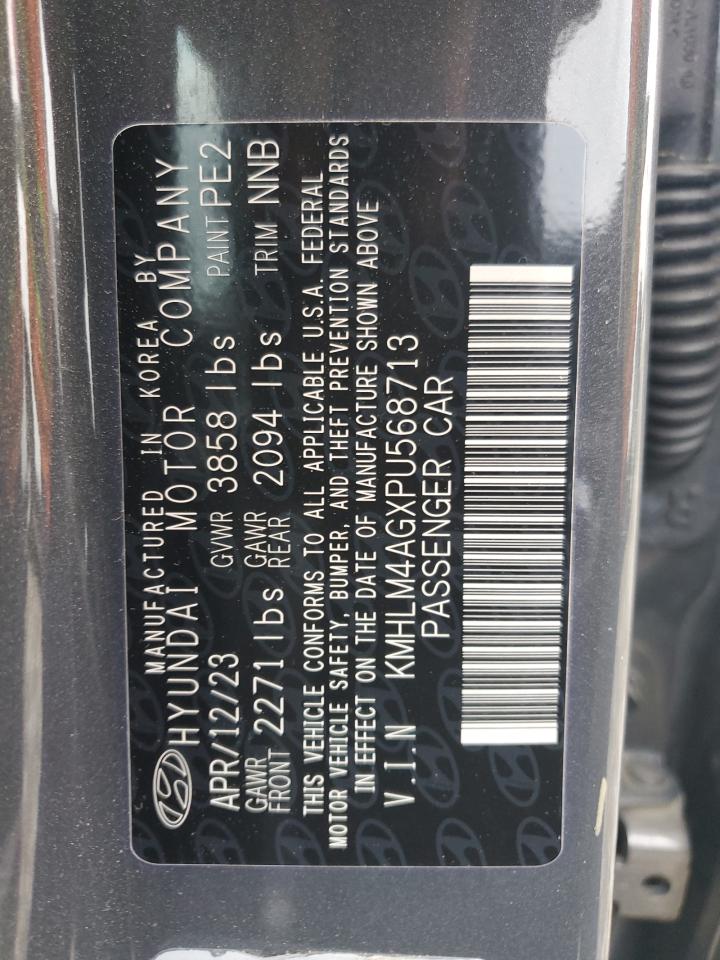 MANUFACTURED IN KOREA BY
HYUNDAI MOTOR COMPANY
APR/12/23 GVWR 3858 lbs PAINT PE2
GAWR FRONT 2271 lbs GAWR REAR 2094 lbs TRIM NNB
THIS VEHICLE CONFORMS TO ALL APPLICABLE U.S.A. FEDERAL
MOTOR VEHICLE SAFETY, BUMPER, AND THEFT PREVENTION STANDARDS
IN EFFECT ON THE DATE OF MANUFACTURE SHOWN ABOVE
V.I.N KMHLM4AGXPU568713
PASSENGER CAR